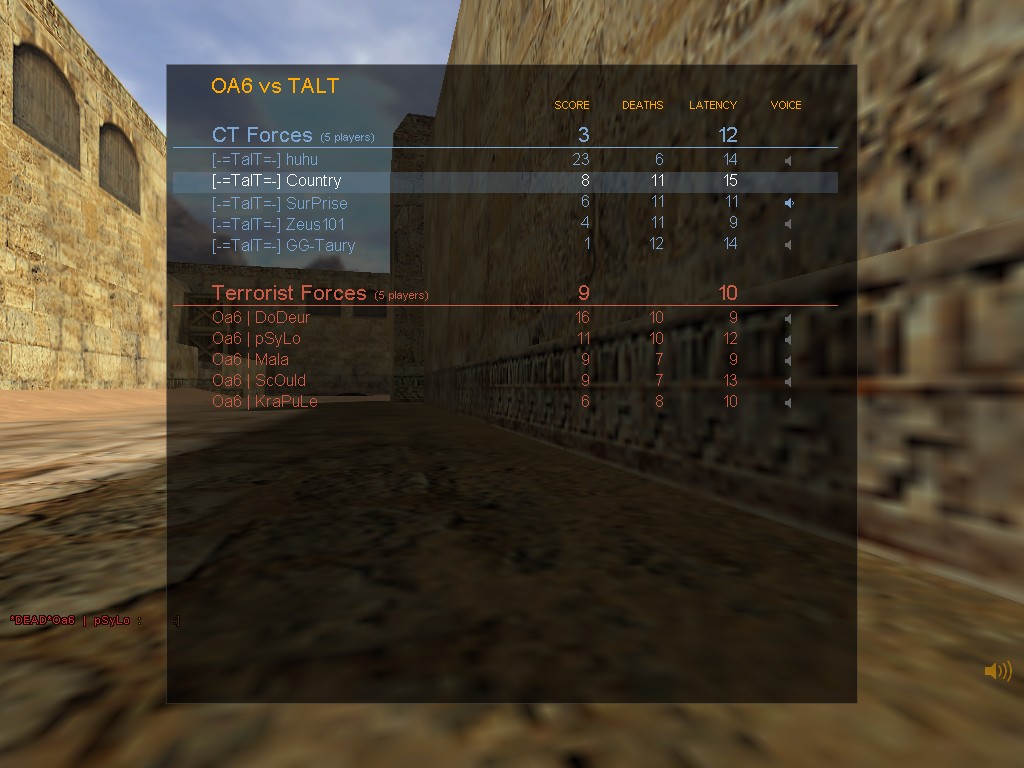 OA6 vs TALT
SCORE DEATHS LATENCY VOICE
CT Forces (5 players) 3 12
[-=TalT=-] huhu 23 6 14
[-=TalT=-] Country 8 11 15
[-=TalT=-] SurPrise 6 11 11
[-=TalT=-] Zeus101 4 11 9
[-=TalT=-] GG-Taury 1 12 14
Terrorist Forces (5 players) 9 10
Oa6 | DoDeur 16 10 9
Oa6 | pSyLo 11 10 12
Oa6 | Mala 9 7 9
Oa6 | ScOuld 9 7 13
Oa6 | KraPuLe 6 8 10
*DEAD*Oa6 | pSyLo :